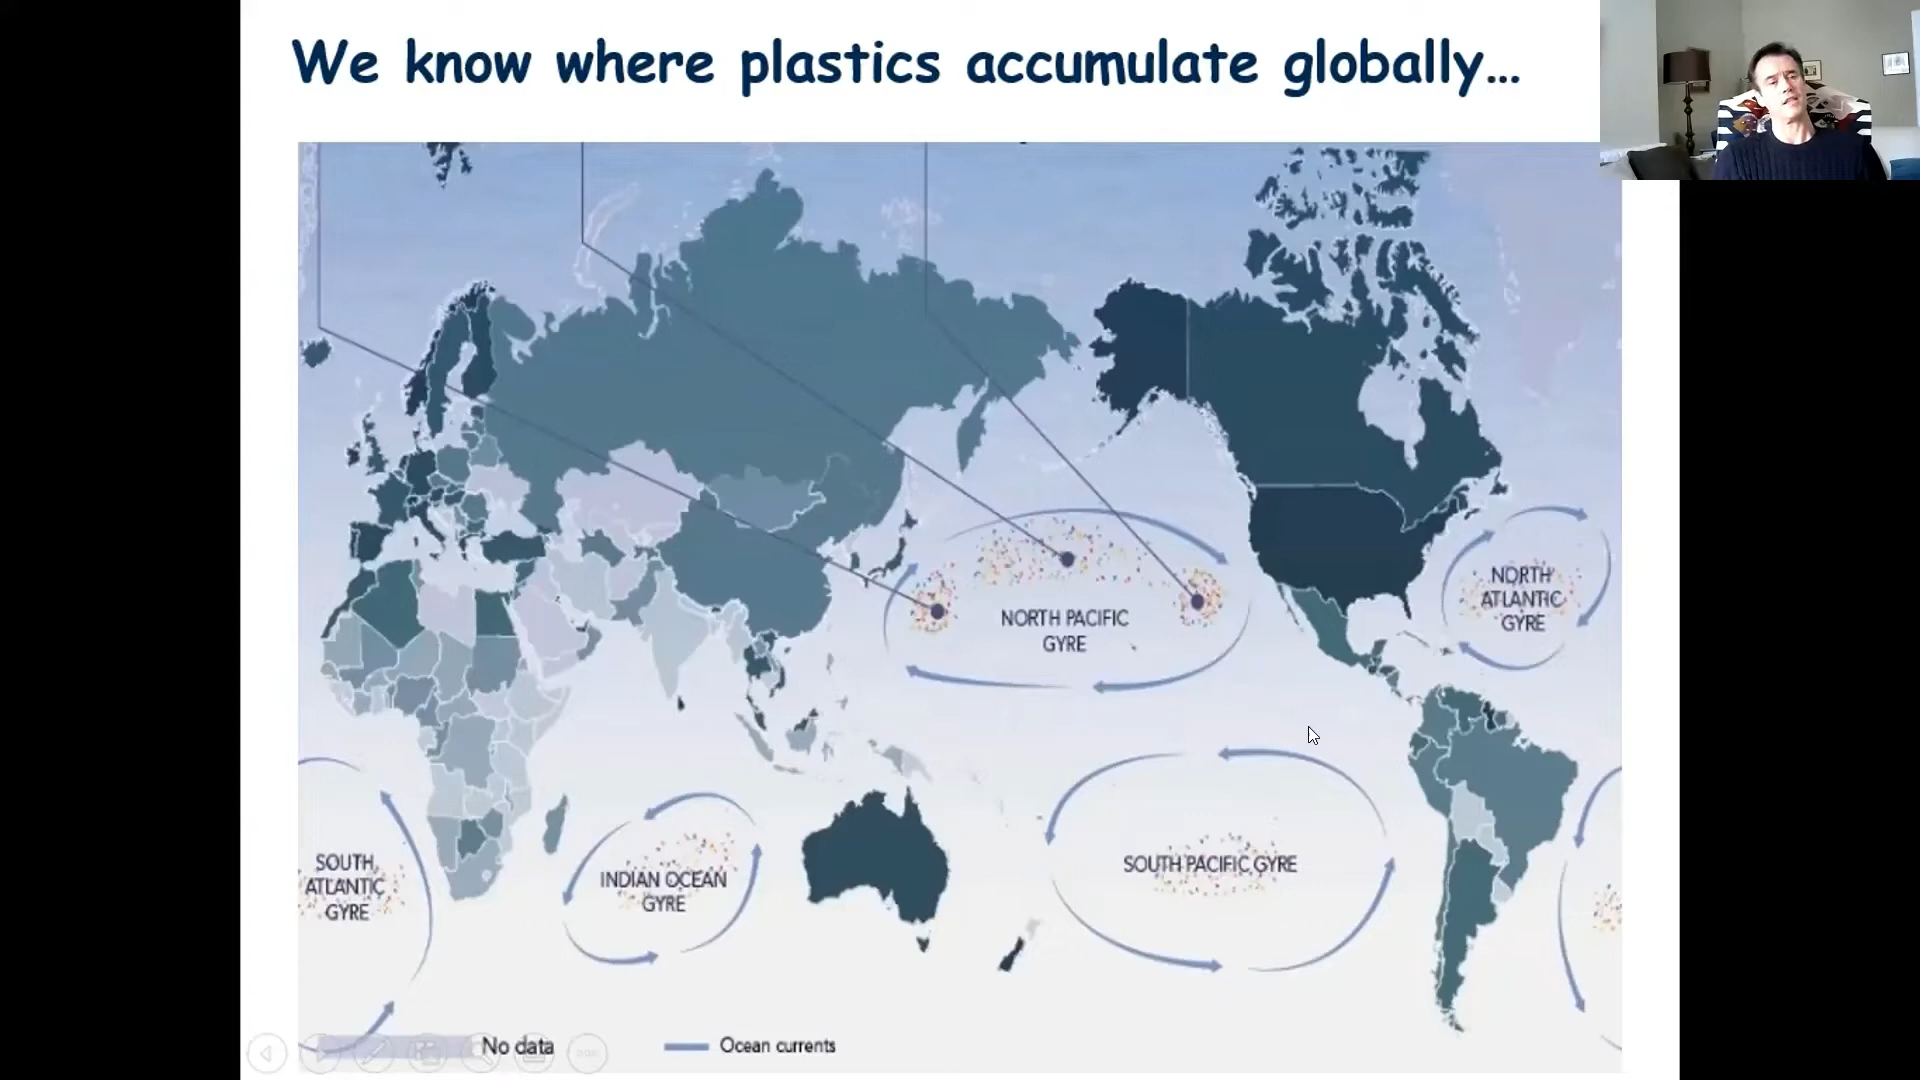 We know where plastics accumulate globally...
NORTH PACIFIC
GYRE
NORTH
ATLANTIC
GYRE
SOUTH
ATLANTIC
GYRE
INDIAN OCEAN
GYRE
SOUTH PACIFIC GYRE
No data
Ocean currents